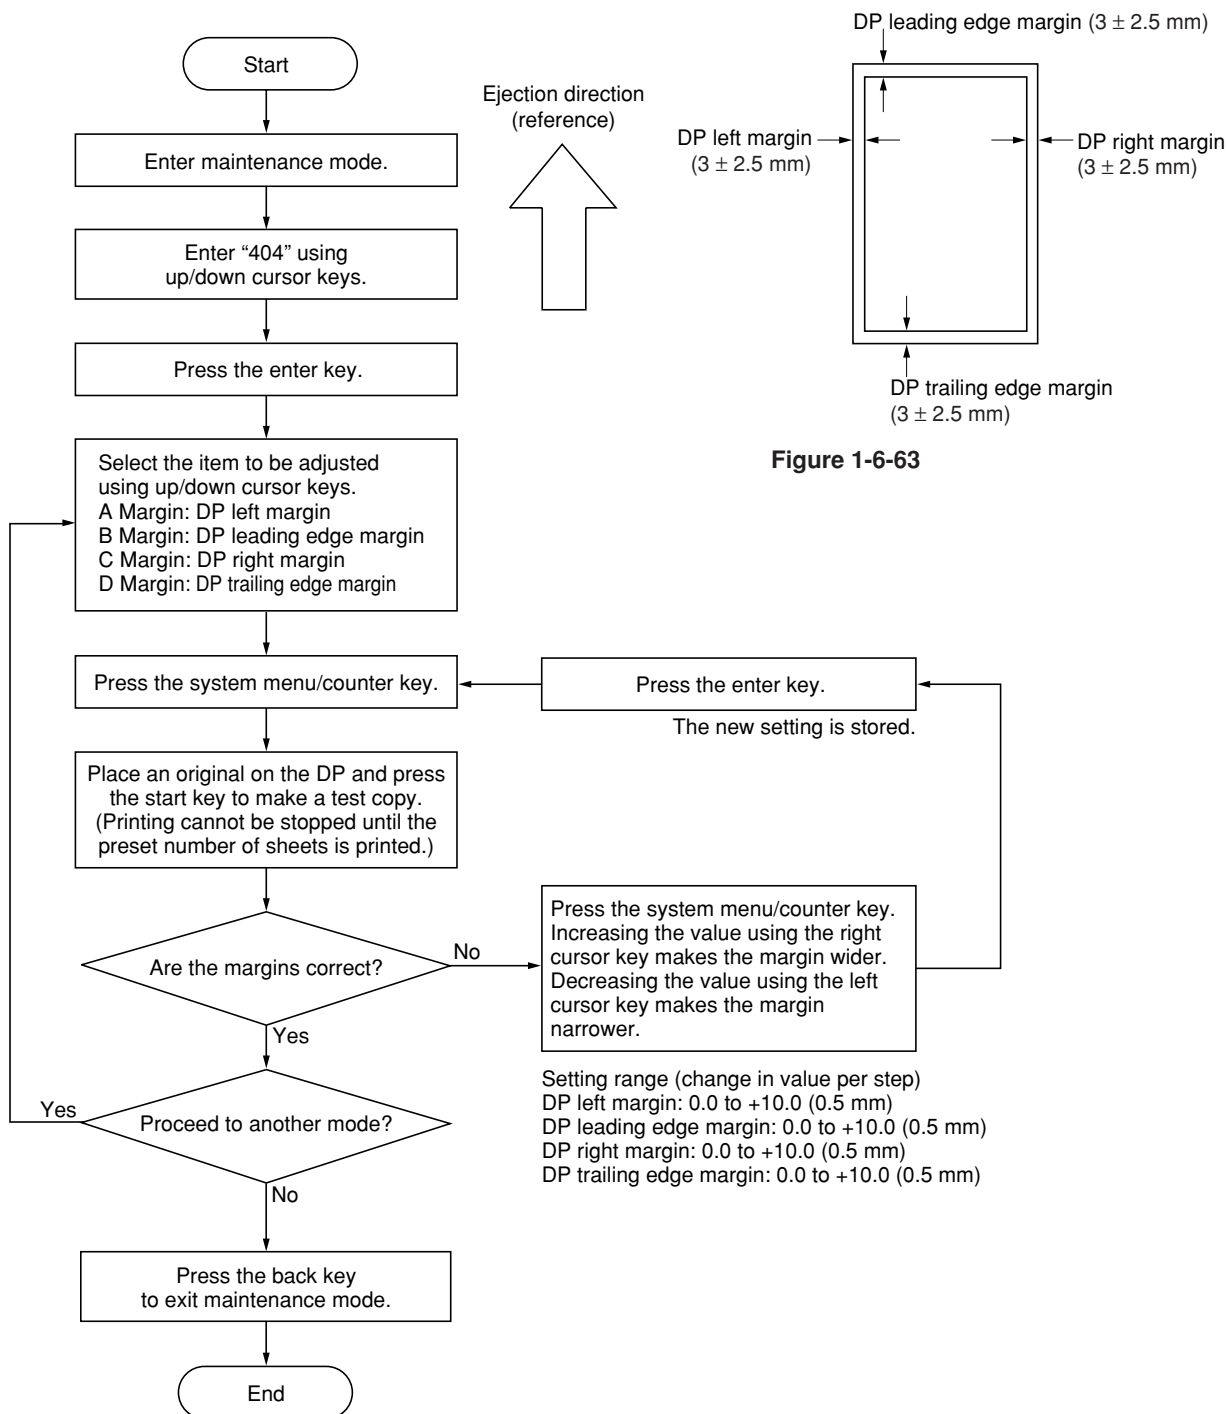 Start
Enter maintenance mode.
Enter “404” using
up/down cursor keys.
Press the enter key.
Select the item to be adjusted
using up/down cursor keys.
A Margin: DP left margin
B Margin: DP leading edge margin
C Margin: DP right margin
D Margin: DP trailing edge margin
Press the system menu/counter key.
Place an original on the DP and press
the start key to make a test copy.
(Printing cannot be stopped until the
preset number of sheets is printed.)
Are the margins correct?
No
Yes
Proceed to another mode?
Yes
No
Press the back key
to exit maintenance mode.
End
Press the enter key.
The new setting is stored.
Press the system menu/counter key.
Increasing the value using the right
cursor key makes the margin wider.
Decreasing the value using the left
cursor key makes the margin
narrower.
Setting range (change in value per step)
DP left margin: 0.0 to +10.0 (0.5 mm)
DP leading edge margin: 0.0 to +10.0 (0.5 mm)
DP right margin: 0.0 to +10.0 (0.5 mm)
DP trailing edge margin: 0.0 to +10.0 (0.5 mm)
Ejection direction
(reference)
DP leading edge margin (3 ± 2.5 mm)
DP left margin
(3 ± 2.5 mm)
DP right margin
(3 ± 2.5 mm)
DP trailing edge margin
(3 ± 2.5 mm)
Figure 1-6-63